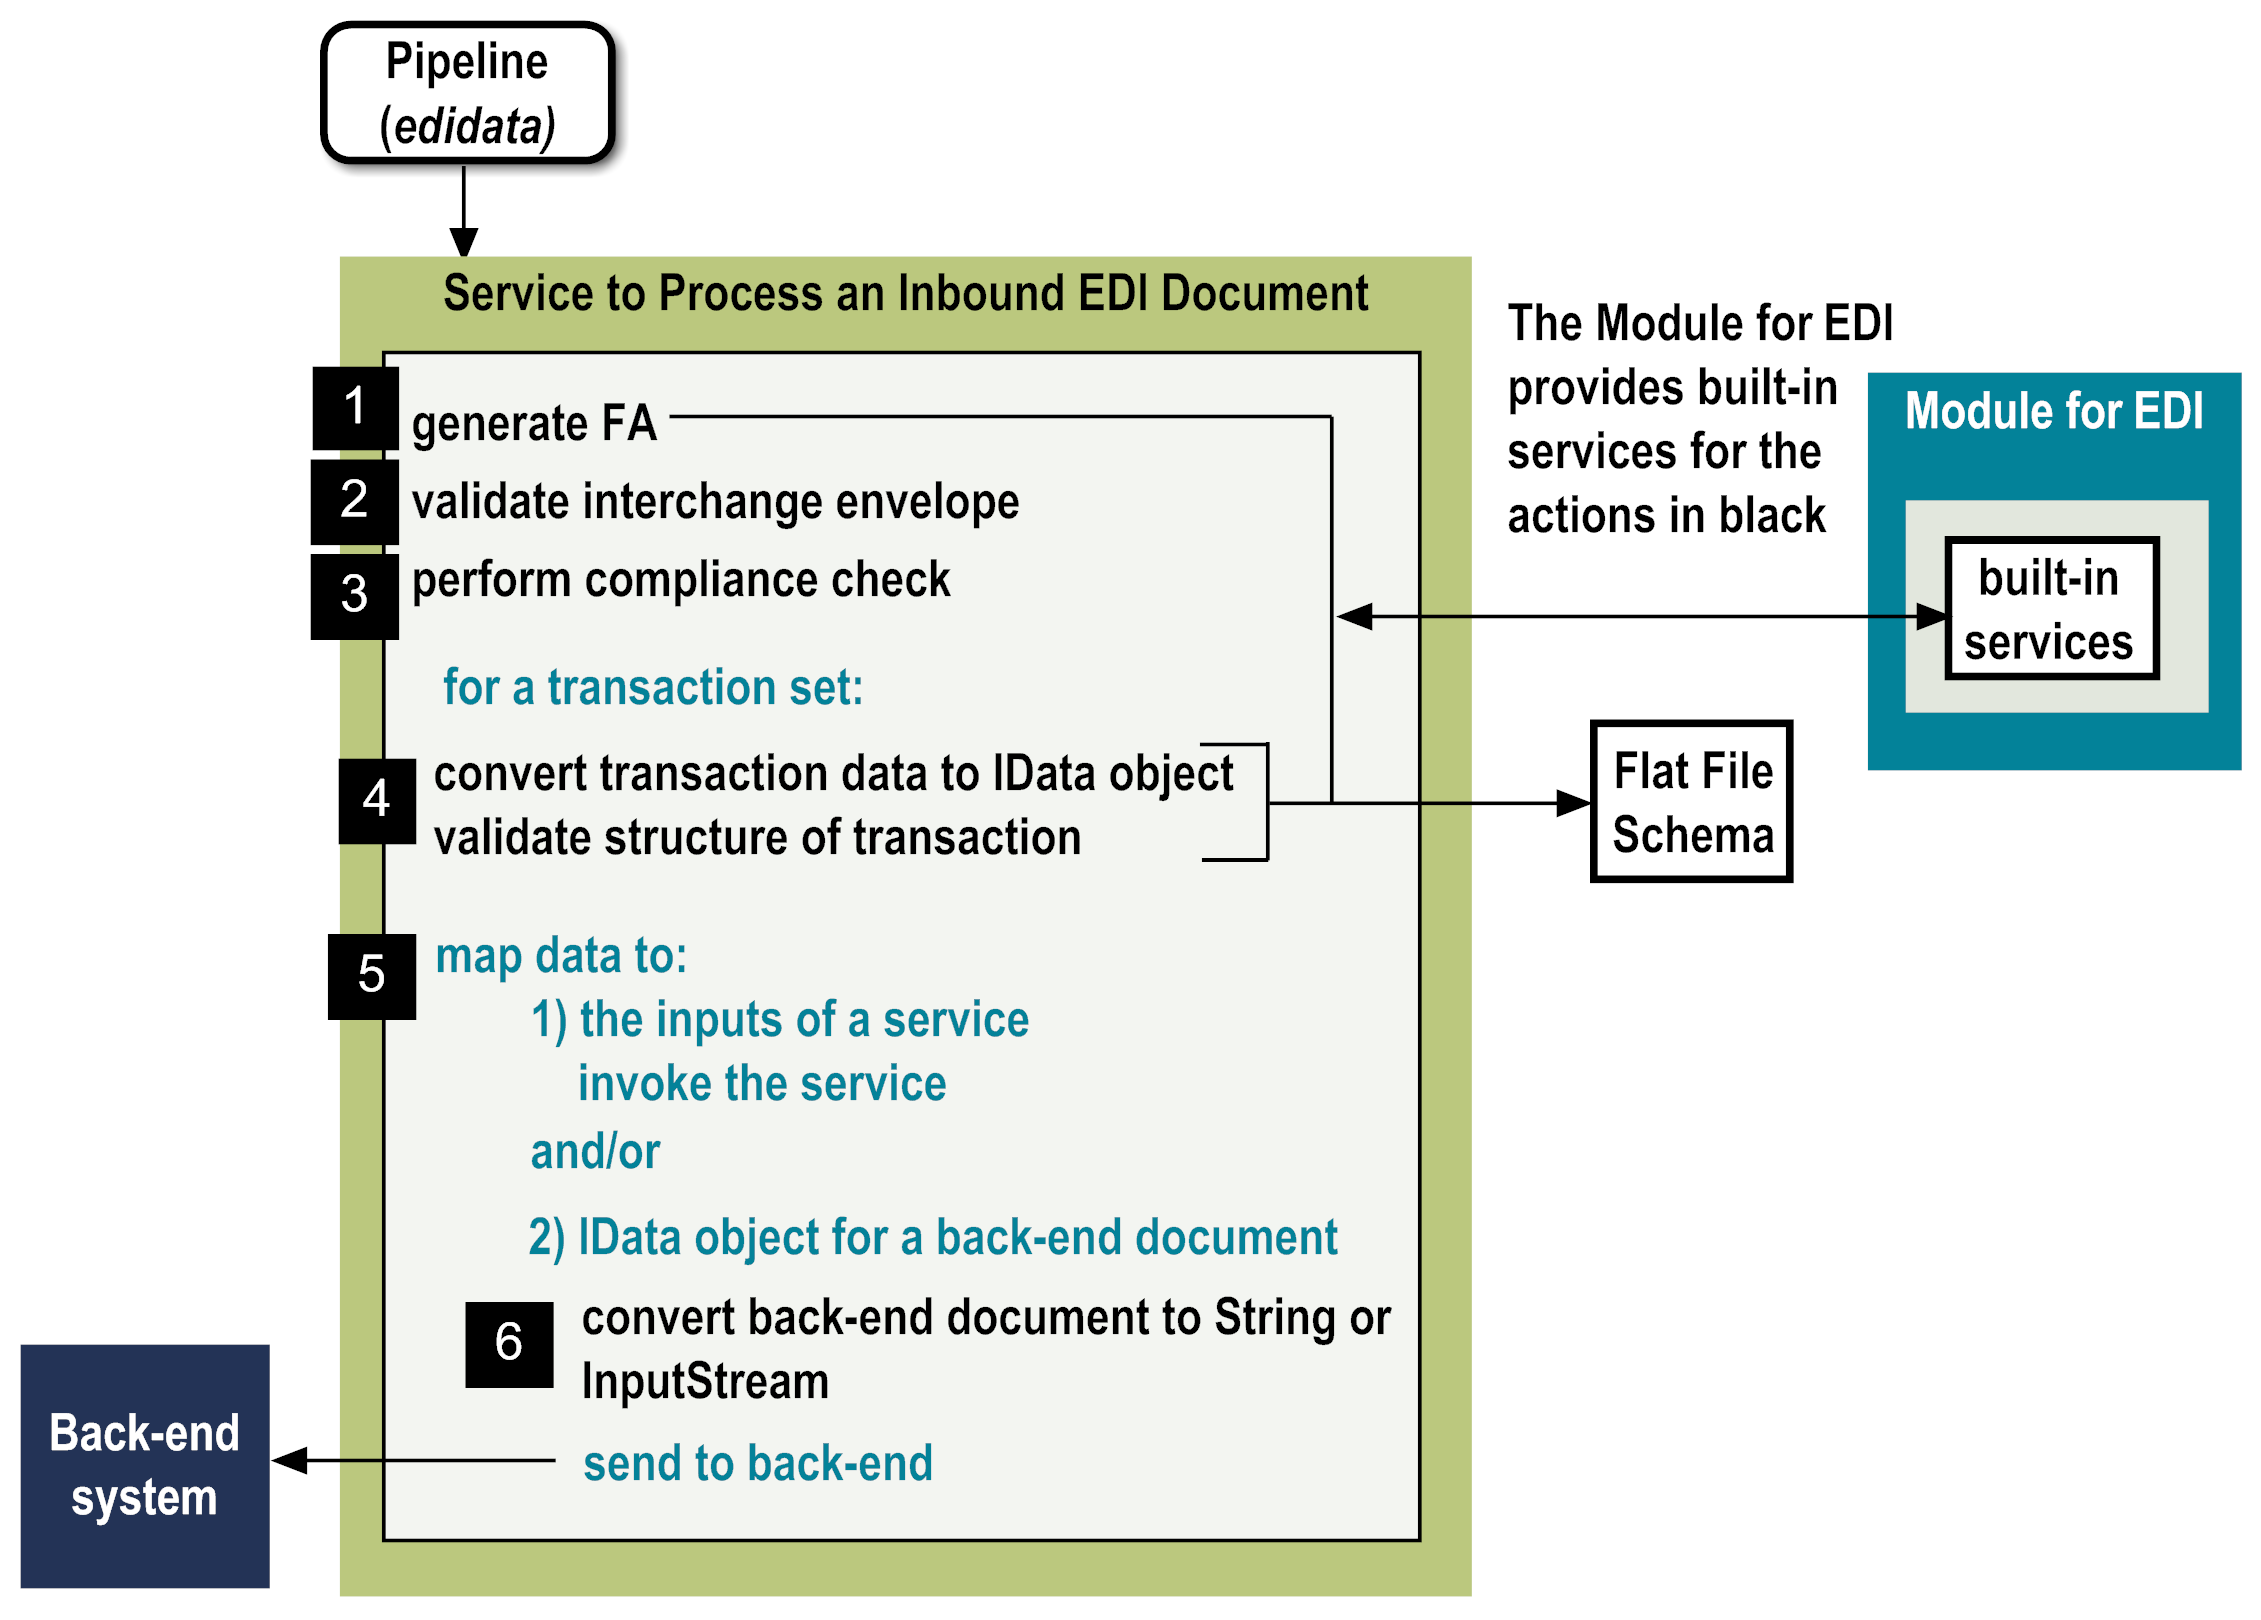 Pipeline
(edidata)
Service to Process an Inbound EDI Document
1
generate FA
2
validate interchange envelope
3
perform compliance check
for a transaction set:
4
convert transaction data to IData object
validate structure of transaction
5
map data to:
1) the inputs of a service
invoke the service
and/or
2) IData object for a back-end document
6
convert back-end document to String or
InputStream
send to back-end
The Module for EDI
provides built-in
services for the
actions in black
Module for EDI
built-in
services
Flat File
Schema
Back-end
system